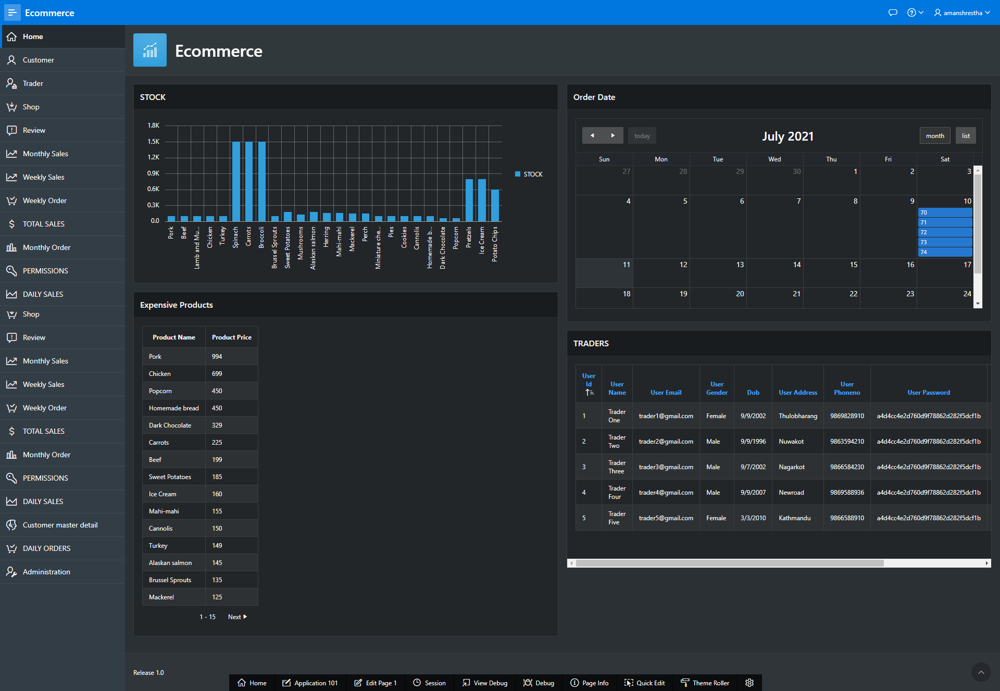 Ecommerce
amanshrestha
Home
Customer
Trader
Shop
Review
Monthly Sales
Weekly Sales
Weekly Order
TOTAL SALES
Monthly Order
PERMISSIONS
DAILY SALES
Shop
Review
Monthly Sales
Weekly Sales
Weekly Order
TOTAL SALES
Monthly Order
PERMISSIONS
DAILY SALES
Customer master detail
DAILY ORDERS
Administration
Ecommerce
STOCK
1.8K
1.5K
1.2K
0.9K
0.6K
0.3K
0.0
Pork
Beef
Lamb and Mu...
Chicken
Turkey
Spinach
Carrots
Broccoli
Brussel Sprouts
Sweet Potatoes
Mushrooms
Alaskan salmon
Herring
Mahi-mahi
Mackerel
Perch
Miniature che...
Pies
Cookies
Cannolis
Homemade b...
Dark Chocolate
Popcorn
Pretzels
Ice Cream
Potato Chips
STOCK
Expensive Products
Product Name Product Price
Pork 994
Chicken 699
Popcorn 450
Homemade bread 450
Dark Chocolate 329
Carrots 225
Beef 199
Sweet Potatoes 185
Ice Cream 160
Mahi-mahi 155
Cannolis 150
Turkey 149
Alaskan salmon 145
Brussel Sprouts 135
Mackerel 125
1 - 15 Next
Order Date
today July 2021 month list
Sun Mon Tue Wed Thu Fri Sat
27 28 29 30 1 2 3
4 5 6 7 8 9 10
70
71
72
73
74
11 12 13 14 15 16 17
18 19 20 21 22 23 24
TRADERS
User Id
User Name
User Email
User Gender
Dob
User Address
User Phoneno
User Password
1 Trader One trader1@gmail.com Female 9/9/2002 Thulobharang 9869828910 a4d4cc4e2d760d9f78862d282f5dcf1b
2 Trader Two trader2@gmail.com Male 9/9/1996 Nuwakot 9863594210 a4d4cc4e2d760d9f78862d282f5dcf1b
3 Trader Three trader3@gmail.com Male 9/7/2002 Nagarkot 9866584230 a4d4cc4e2d760d9f78862d282f5dcf1b
4 Trader Four trader4@gmail.com Male 9/9/2007 Newroad 9869588936 a4d4cc4e2d760d9f78862d282f5dcf1b
5 Trader Five trader5@gmail.com Female 3/3/2010 Kathmandu 9866588910 a4d4cc4e2d760d9f78862d282f5dcf1b
Release 1.0
Home Application 101 Edit Page 1 Session View Debug Debug Page Info Quick Edit Theme Roller